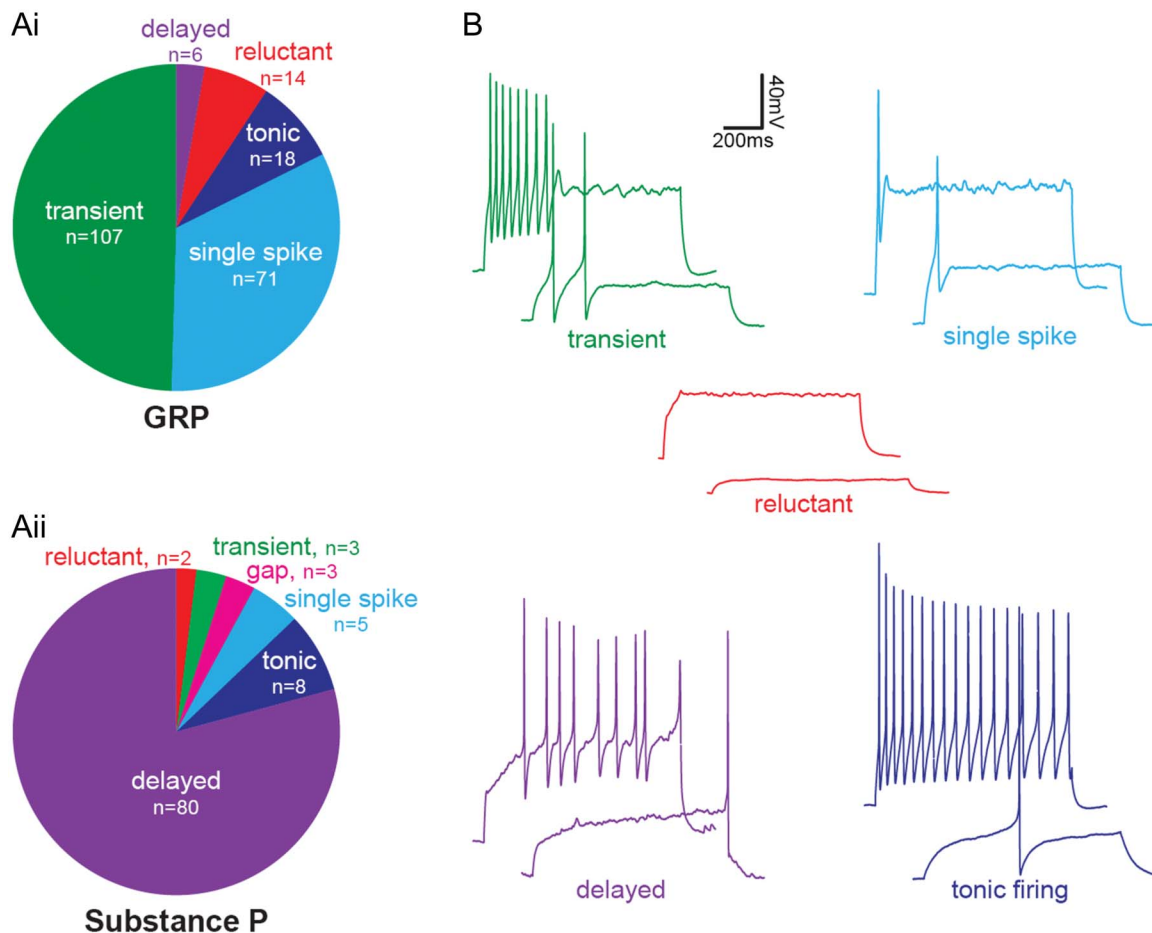 Ai
delayed
n=6
reluctant
n=14
tonic
n=18
transient
n=107
single spike
n=71
GRP
B
40mV
200ms
transient
single spike
reluctant
delayed
tonic firing
Aii
reluctant, n=2
transient, n=3
gap, n=3
single spike
n=5
tonic
n=8
delayed
n=80
Substance P